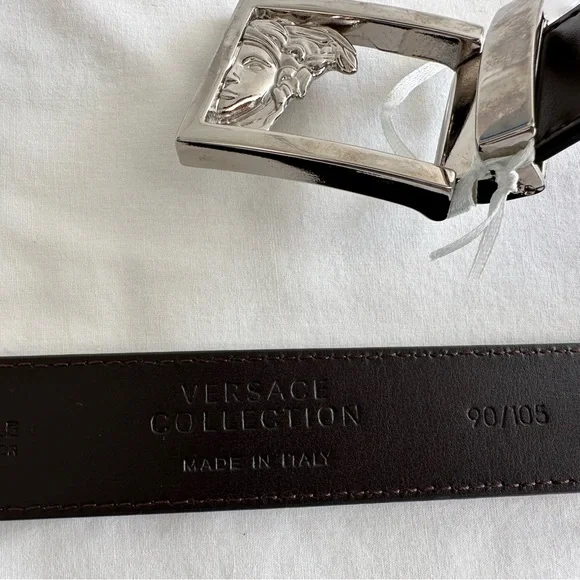 VERSACE
COLLECTION
MADE IN ITALY
90/105